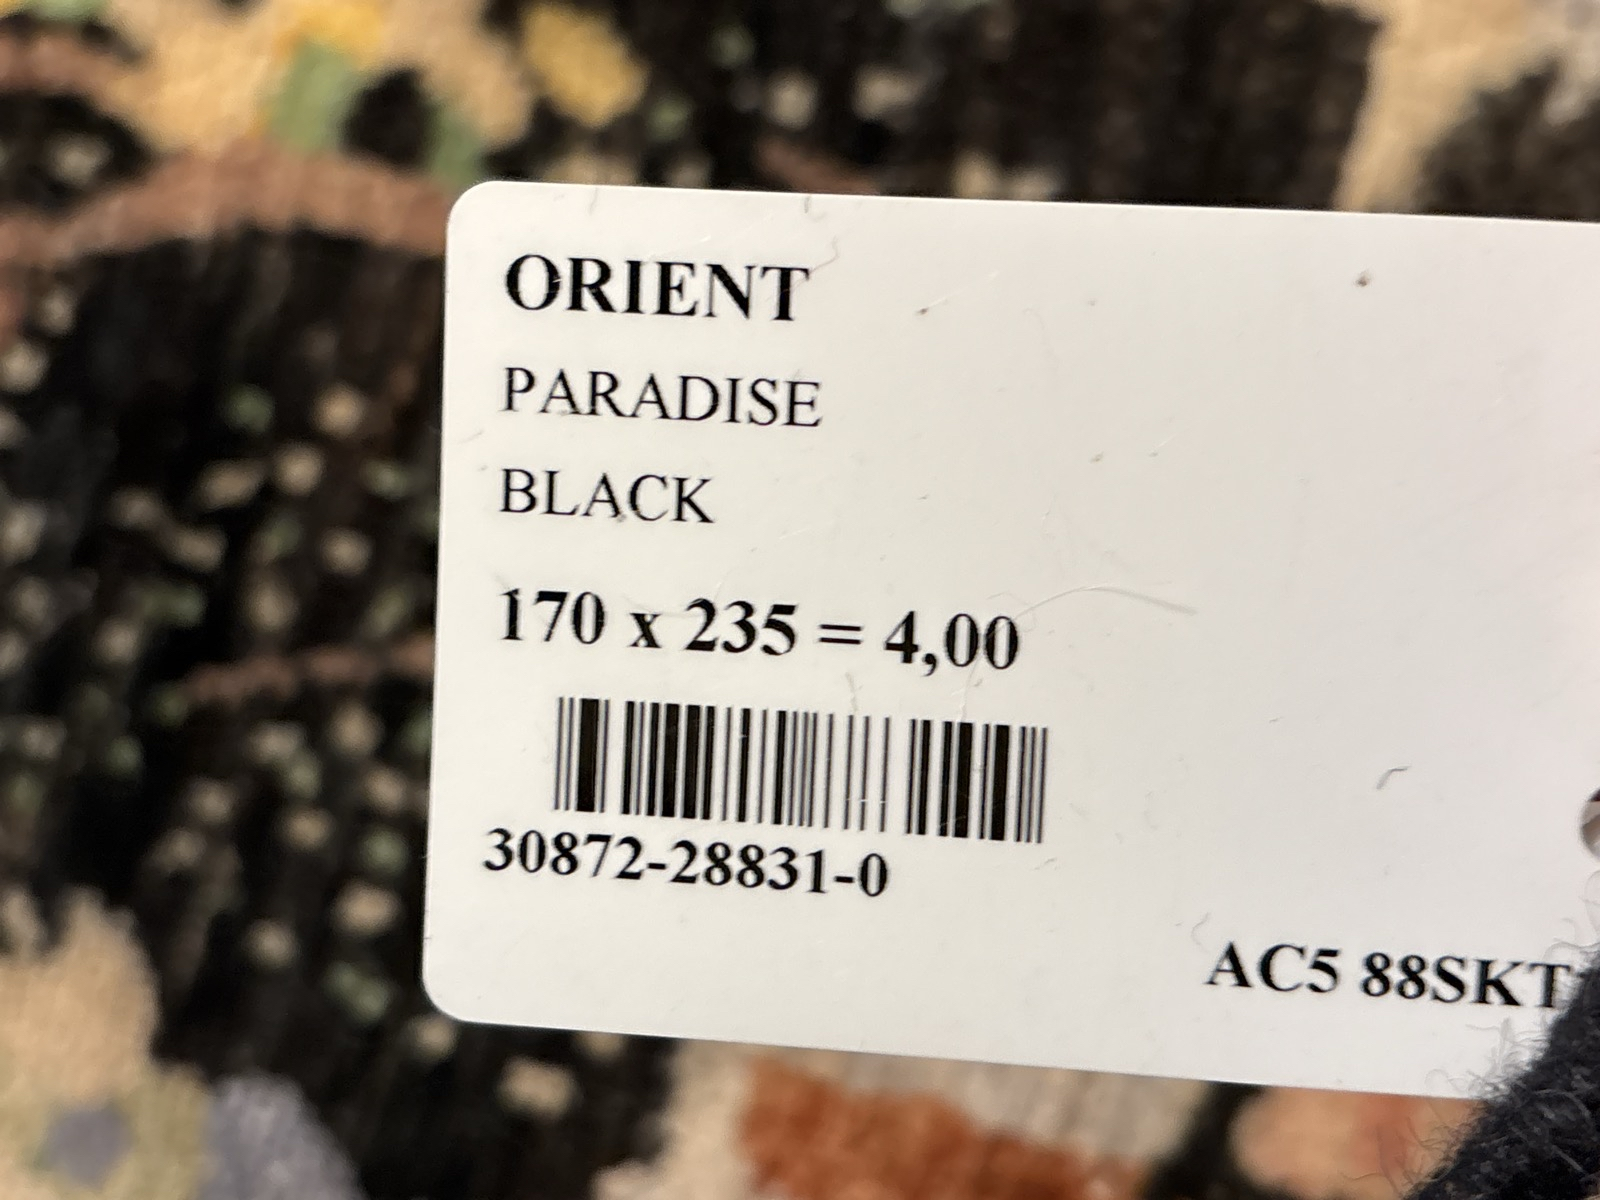 ORIENT
PARADISE
BLACK
170 x 235 = 4,00
30872-28831-0
AC5 88SKT